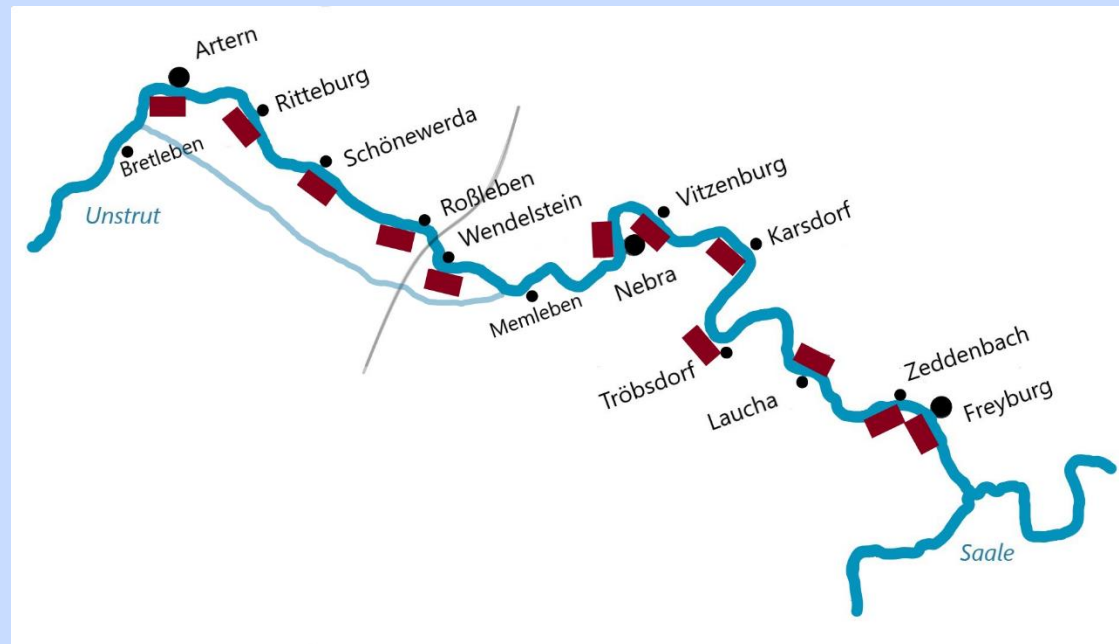 Artern
Ritteburg
Schönewerda
Bretleben
Roßleben
Unstrut
Wendelstein
Vitzenburg
Karsdorf
Nebra
Memleben
Tröbsdorf
Zeddenbach
Laucha
Freyburg
Saale